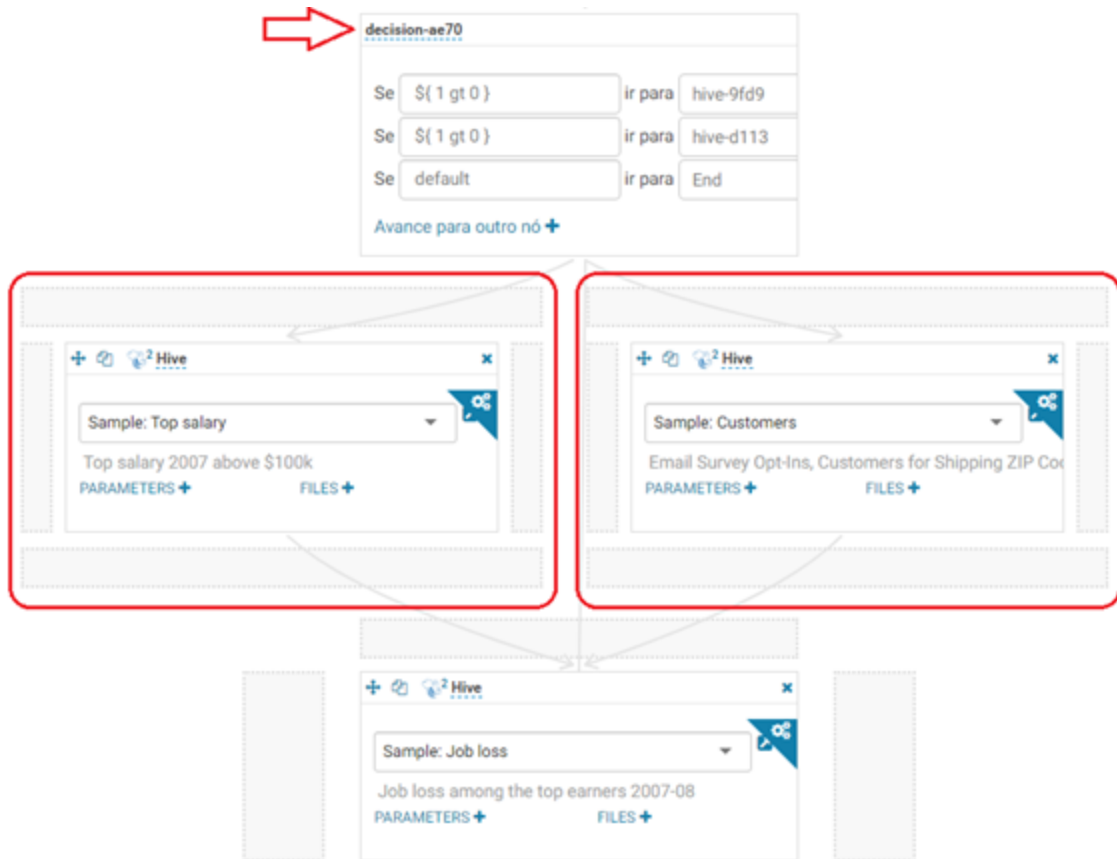 decision-ae70
Se ${ 1 gt 0 } ir para hive-9fd9
Se ${ 1 gt 0 } ir para hive-d113
Se default ir para End
Avance para outro nó
2 Hive
Sample: Top salary
Top salary 2007 above $100k
PARAMETERS FILES
2 Hive
Sample: Customers
Email Survey Opt-Ins, Customers for Shipping ZIP
PARAMETERS FILES
2 Hive
Sample: Job loss
Job loss among the top earners 2007-08
PARAMETERS FILES